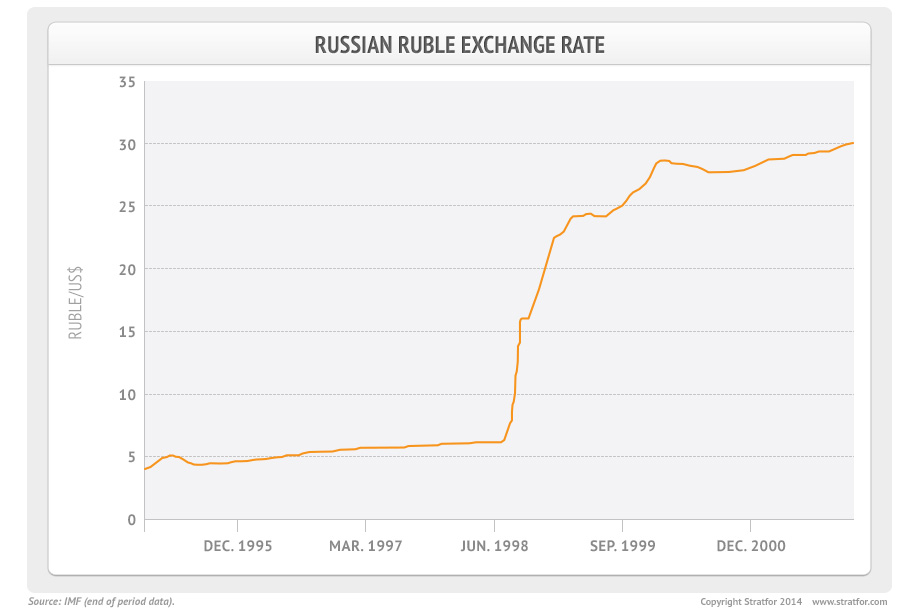 RUSSIAN RUBLE EXCHANGE RATE
35
30
25
20
15
10
5
0
RUBLE/US$
DEC. 1995 MAR. 1997 JUN. 1998 SEP. 1999 DEC. 2000
Source: IMF (end of period data).
Copyright Stratfor 2014 www.stratfor.com